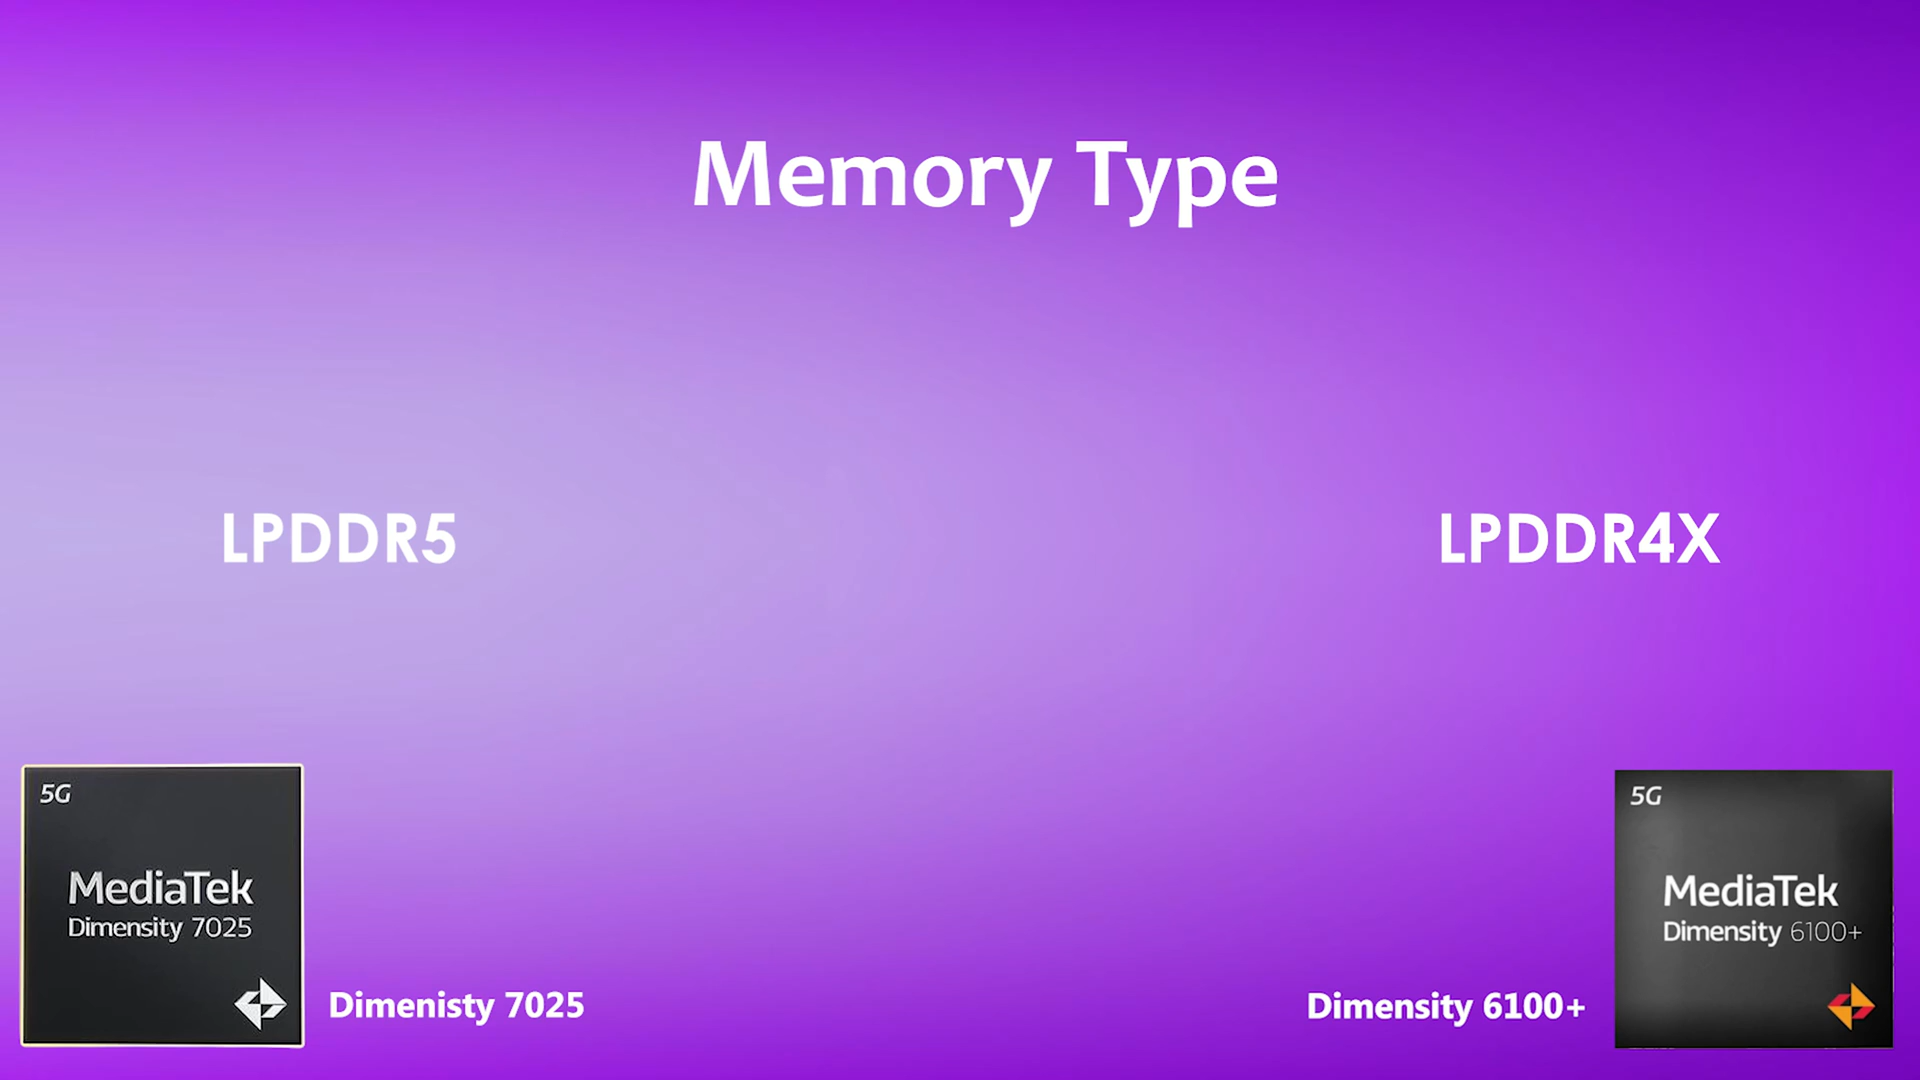 Memory Type
LPDDR5
LPDDR4X
5G
MediaTek
Dimensity 7025
Dimenisty 7025
5G
MediaTek
Dimensity 6100+
Dimensity 6100+